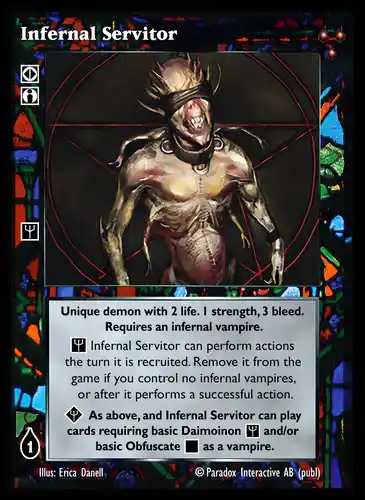 Infernal Servitor
Unique demon with 2 life. 1 strength, 3 bleed.
Requires an infernal vampire.
Infernal Servitor can perform actions
the turn it is recruited. Remove it from the
game if you control no infernal vampires,
or after it performs a successful action.
As above, and Infernal Servitor can play
cards requiring basic Daimoinon and/or
basic Obfuscate as a vampire.
1
Illus: Erica Danell © Paradox Interactive AB (publ)